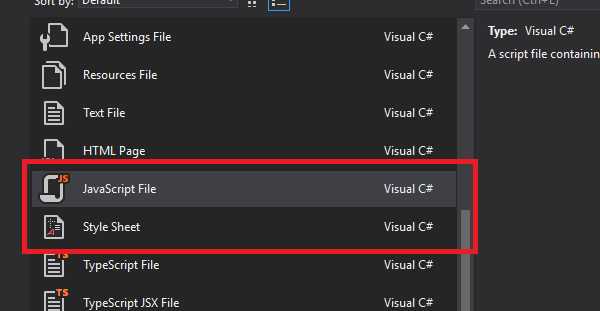 Sort by: Default
Search (Ctrl+E)
App Settings File Visual C#
Type: Visual C#
A script file containin
Resources File Visual C#
Text File Visual C#
HTML Page Visual C#
JS
JavaScript File Visual C#
Style Sheet Visual C#
TS
TypeScript File Visual C#
TS
TypeScript JSX File Visual C#